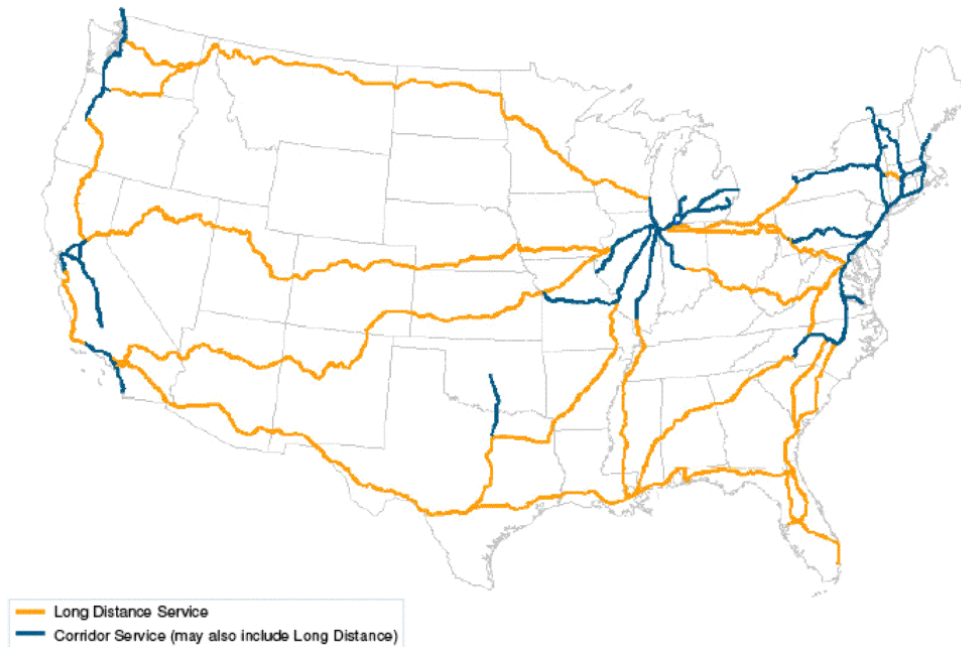 Long Distance Service
Corridor Service (may also include Long Distance)